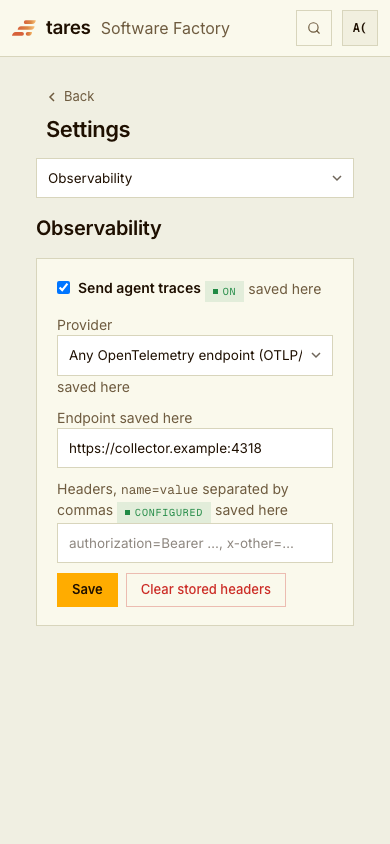 tares Software Factory A(
Back
Settings
Observability
Observability
Send agent traces ON saved here
Provider
Any OpenTelemetry endpoint (OTLP/
saved here
Endpoint saved here
https://collector.example:4318
Headers, name=value separated by
commas CONFIGURED saved here
authorization=Bearer ..., x-other=...
Save Clear stored headers